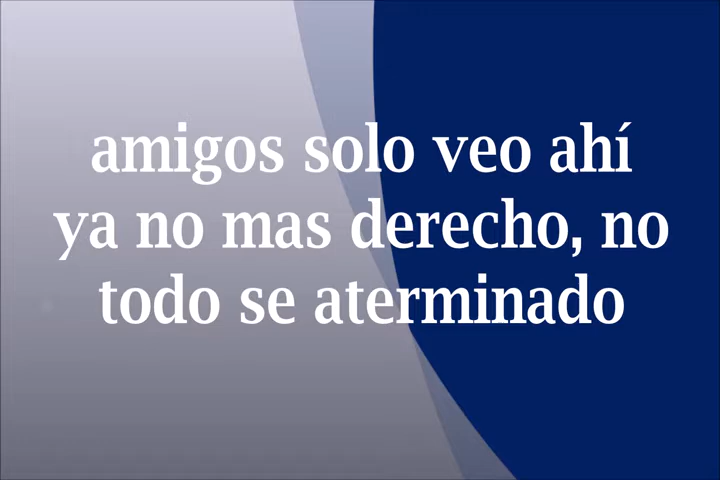 amigos solo veo ahí
ya no mas derecho, no
todo se aterminado